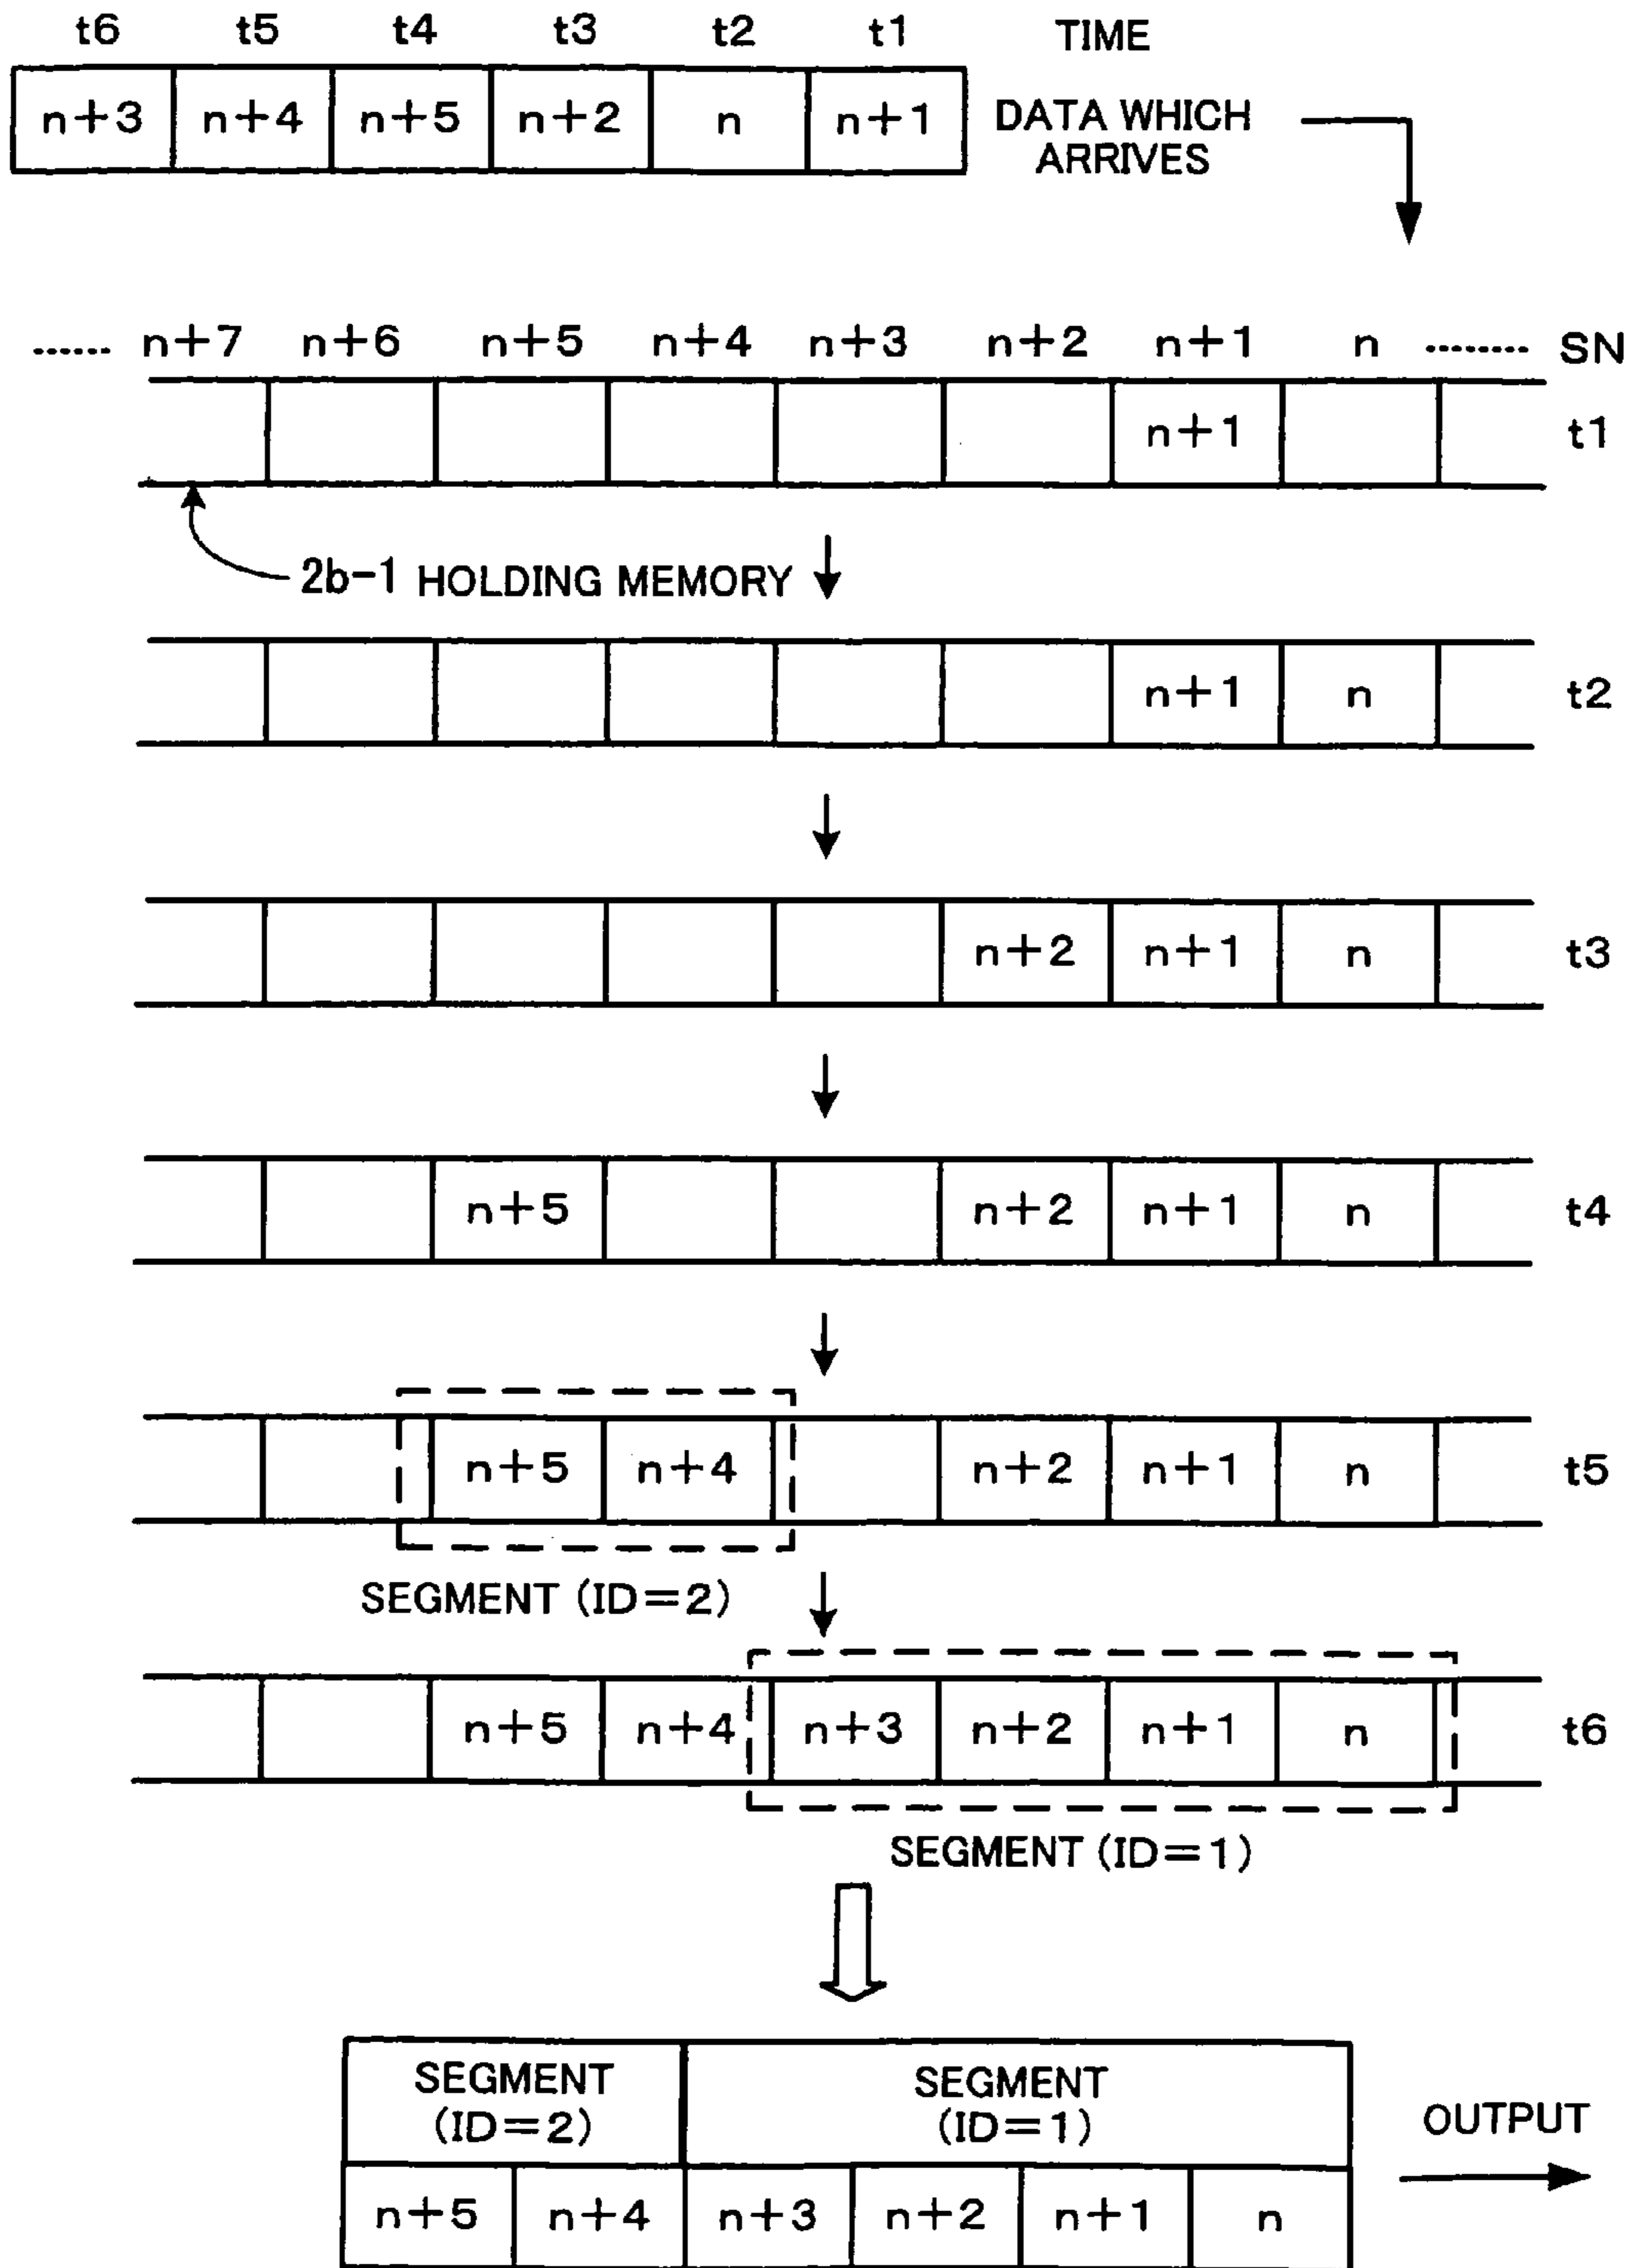 t6 t5 t4 t3 t2 t1 TIME
n+3 n+4 n+5 n+2 n n+1 DATA WHICH
ARRIVES
...... n+7 n+6 n+5 n+4 n+3 n+2 n+1 n ........ SN
n+1 t1
2b-1 HOLDING MEMORY
n+1 n t2
n+2 n+1 n t3
n+5 n+2 n+1 n t4
n+5 n+4 n+2 n+1 n t5
SEGMENT (ID=2)
n+5 n+4 n+3 n+2 n+1 n t6
SEGMENT (ID=1)
SEGMENT SEGMENT
(ID=2) (ID=1)
OUTPUT
n+5 n+4 n+3 n+2 n+1 n